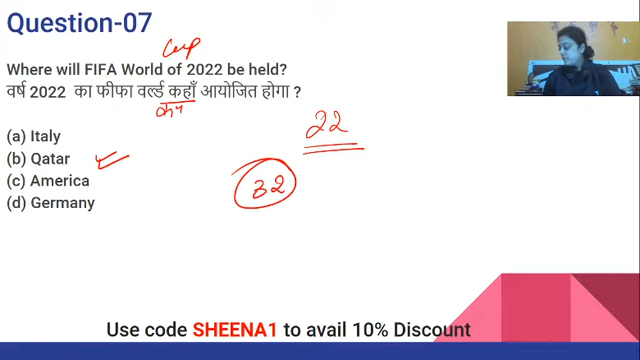 Question-07
Cup
Where will FIFA World of 2022 be held?
वर्ष 2022 का फीफा वर्ल्ड कहाँ आयोजित होगा ?
कप
(a) Italy
22
(b) Qatar
(c) America
32
(d) Germany
Use code SHEENA1 to avail 10% Discount